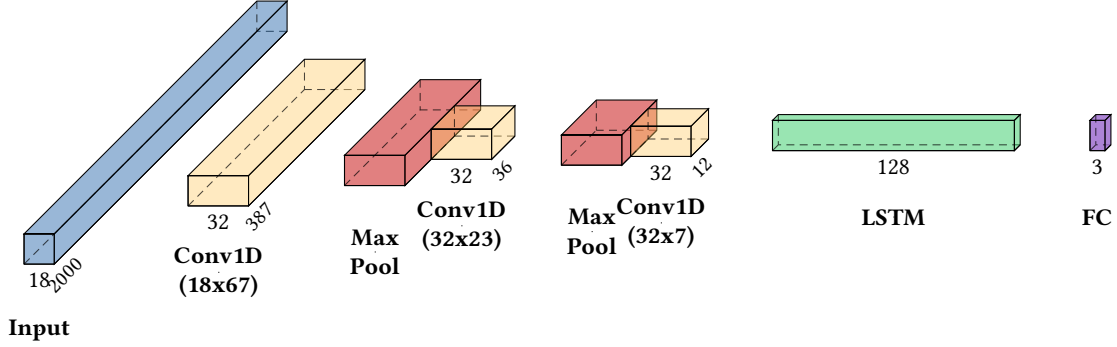 18
2000
Input
32
387
Conv1D
(18x67)
Max
Pool
32
36
Conv1D
(32x23)
Max
Pool
32
12
Conv1D
(32x7)
128
LSTM
3
FC